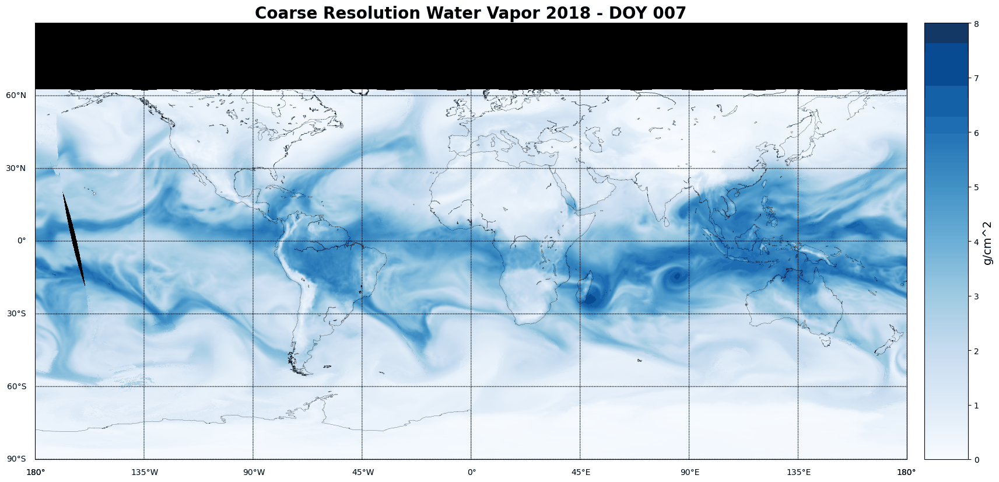 Coarse Resolution Water Vapor 2018 - DOY 007
60°N
30°N
0°
30°S
60°S
90°S
180°
135°W
90°W
45°W
0°
45°E
90°E
135°E
180°
8
7
6
5
4
3
2
1
0
g/cm^2